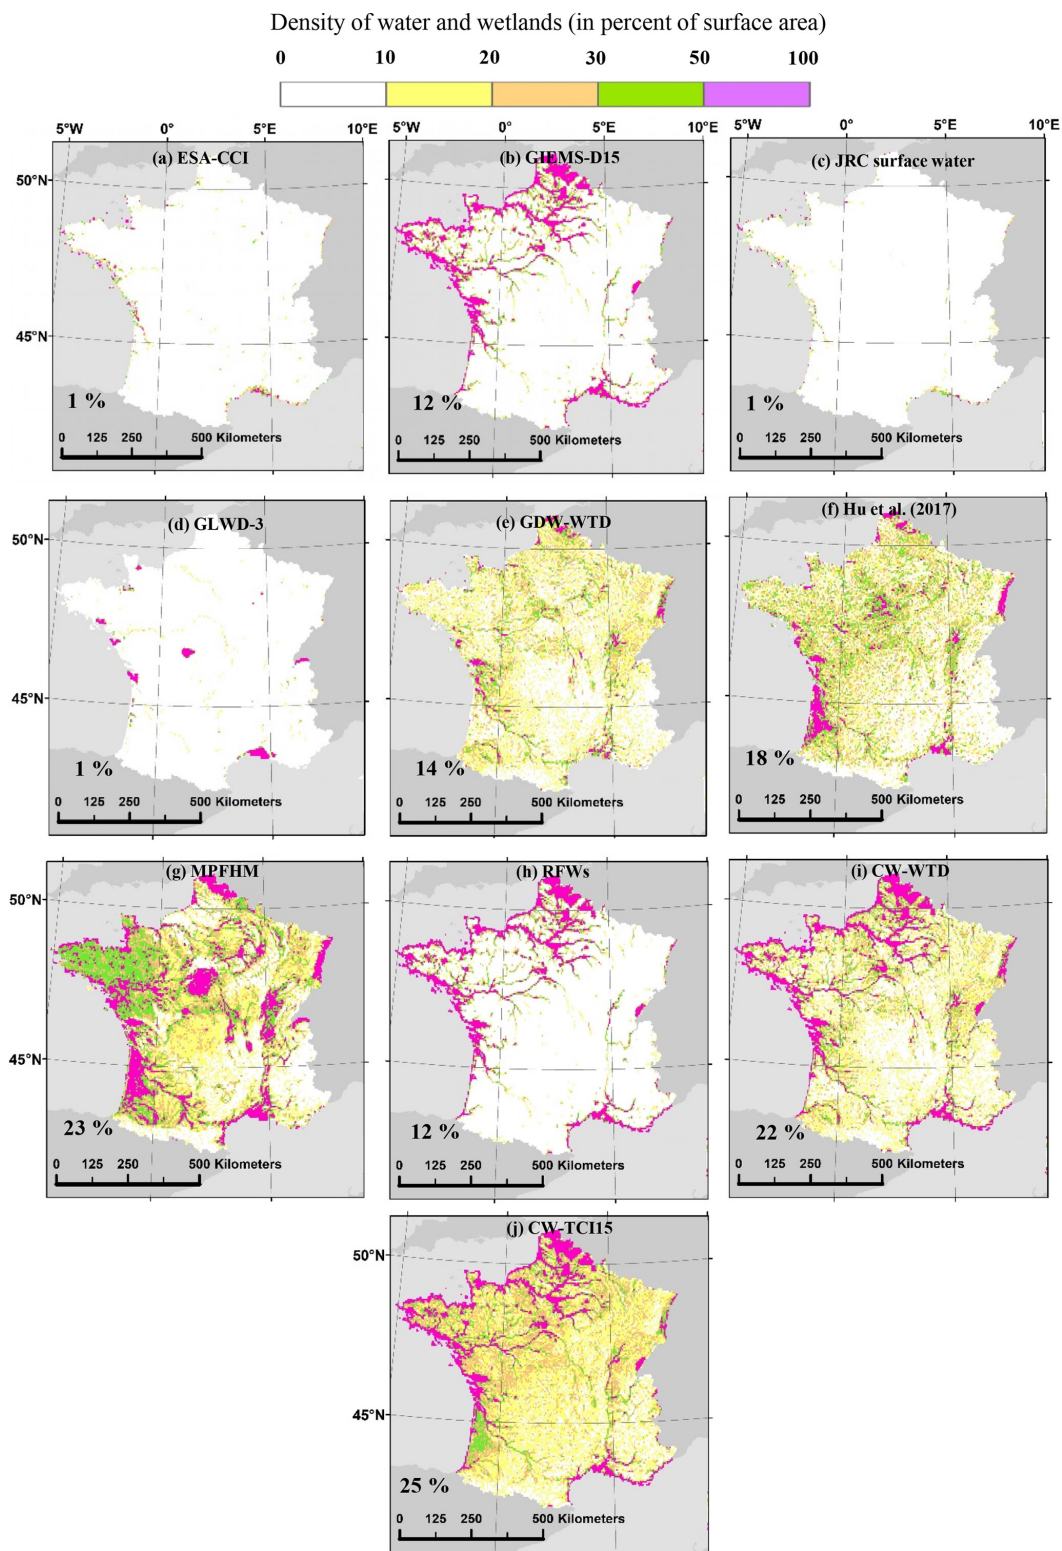 Density of water and wetlands (in percent of surface area)
0 10 20 30 50 100
5°W 0° 5°E 10°E 0° 5°E 10°E 5°W 0° 5°E 10°E
(a) ESA-CCI
(b) GIEMS-D15
(c) JRC surface water
50°N
45°N
1 %
12 %
1 %
0 125 250 500 Kilometers
0 125 250 500 Kilometers
0 125 250 500 Kilometers
(d) GLWD-3
(e) GDW-WTD
(f) Hu et al. (2017)
50°N
45°N
1 %
14 %
18 %
0 125 250 500 Kilometers
0 125 250 500 Kilometers
0 125 250 500 Kilometers
(g) MPFHM
(h) RFWs
(i) CW-WTD
50°N
45°N
23 %
12 %
22 %
0 125 250 500 Kilometers
0 125 250 500 Kilometers
0 125 250 500 Kilometers
(j) CW-TCI15
50°N
45°N
25 %
0 125 250 500 Kilometers